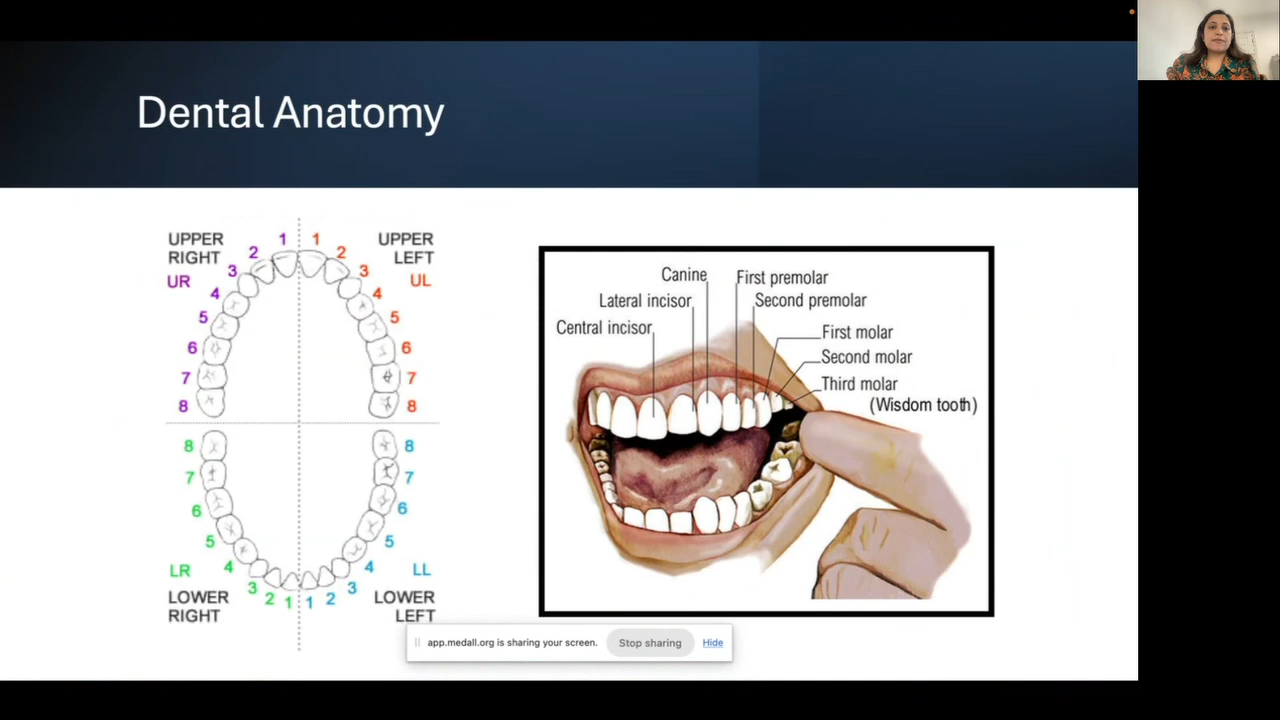 Dental Anatomy
UPPER
RIGHT
UR
1
2
3
4
5
6
7
8
1
2
3
4
5
6
7
8
UPPER
LEFT
UL
8
7
6
5
4
3
2
1
LR
LOWER
RIGHT
8
7
6
5
4
3
2
1
LL
LOWER
LEFT
Canine
First premolar
Lateral incisor
Second premolar
Central incisor
First molar
Second molar
Third molar
(Wisdom tooth)
app.medall.org is sharing your screen.
Stop sharing
Hide